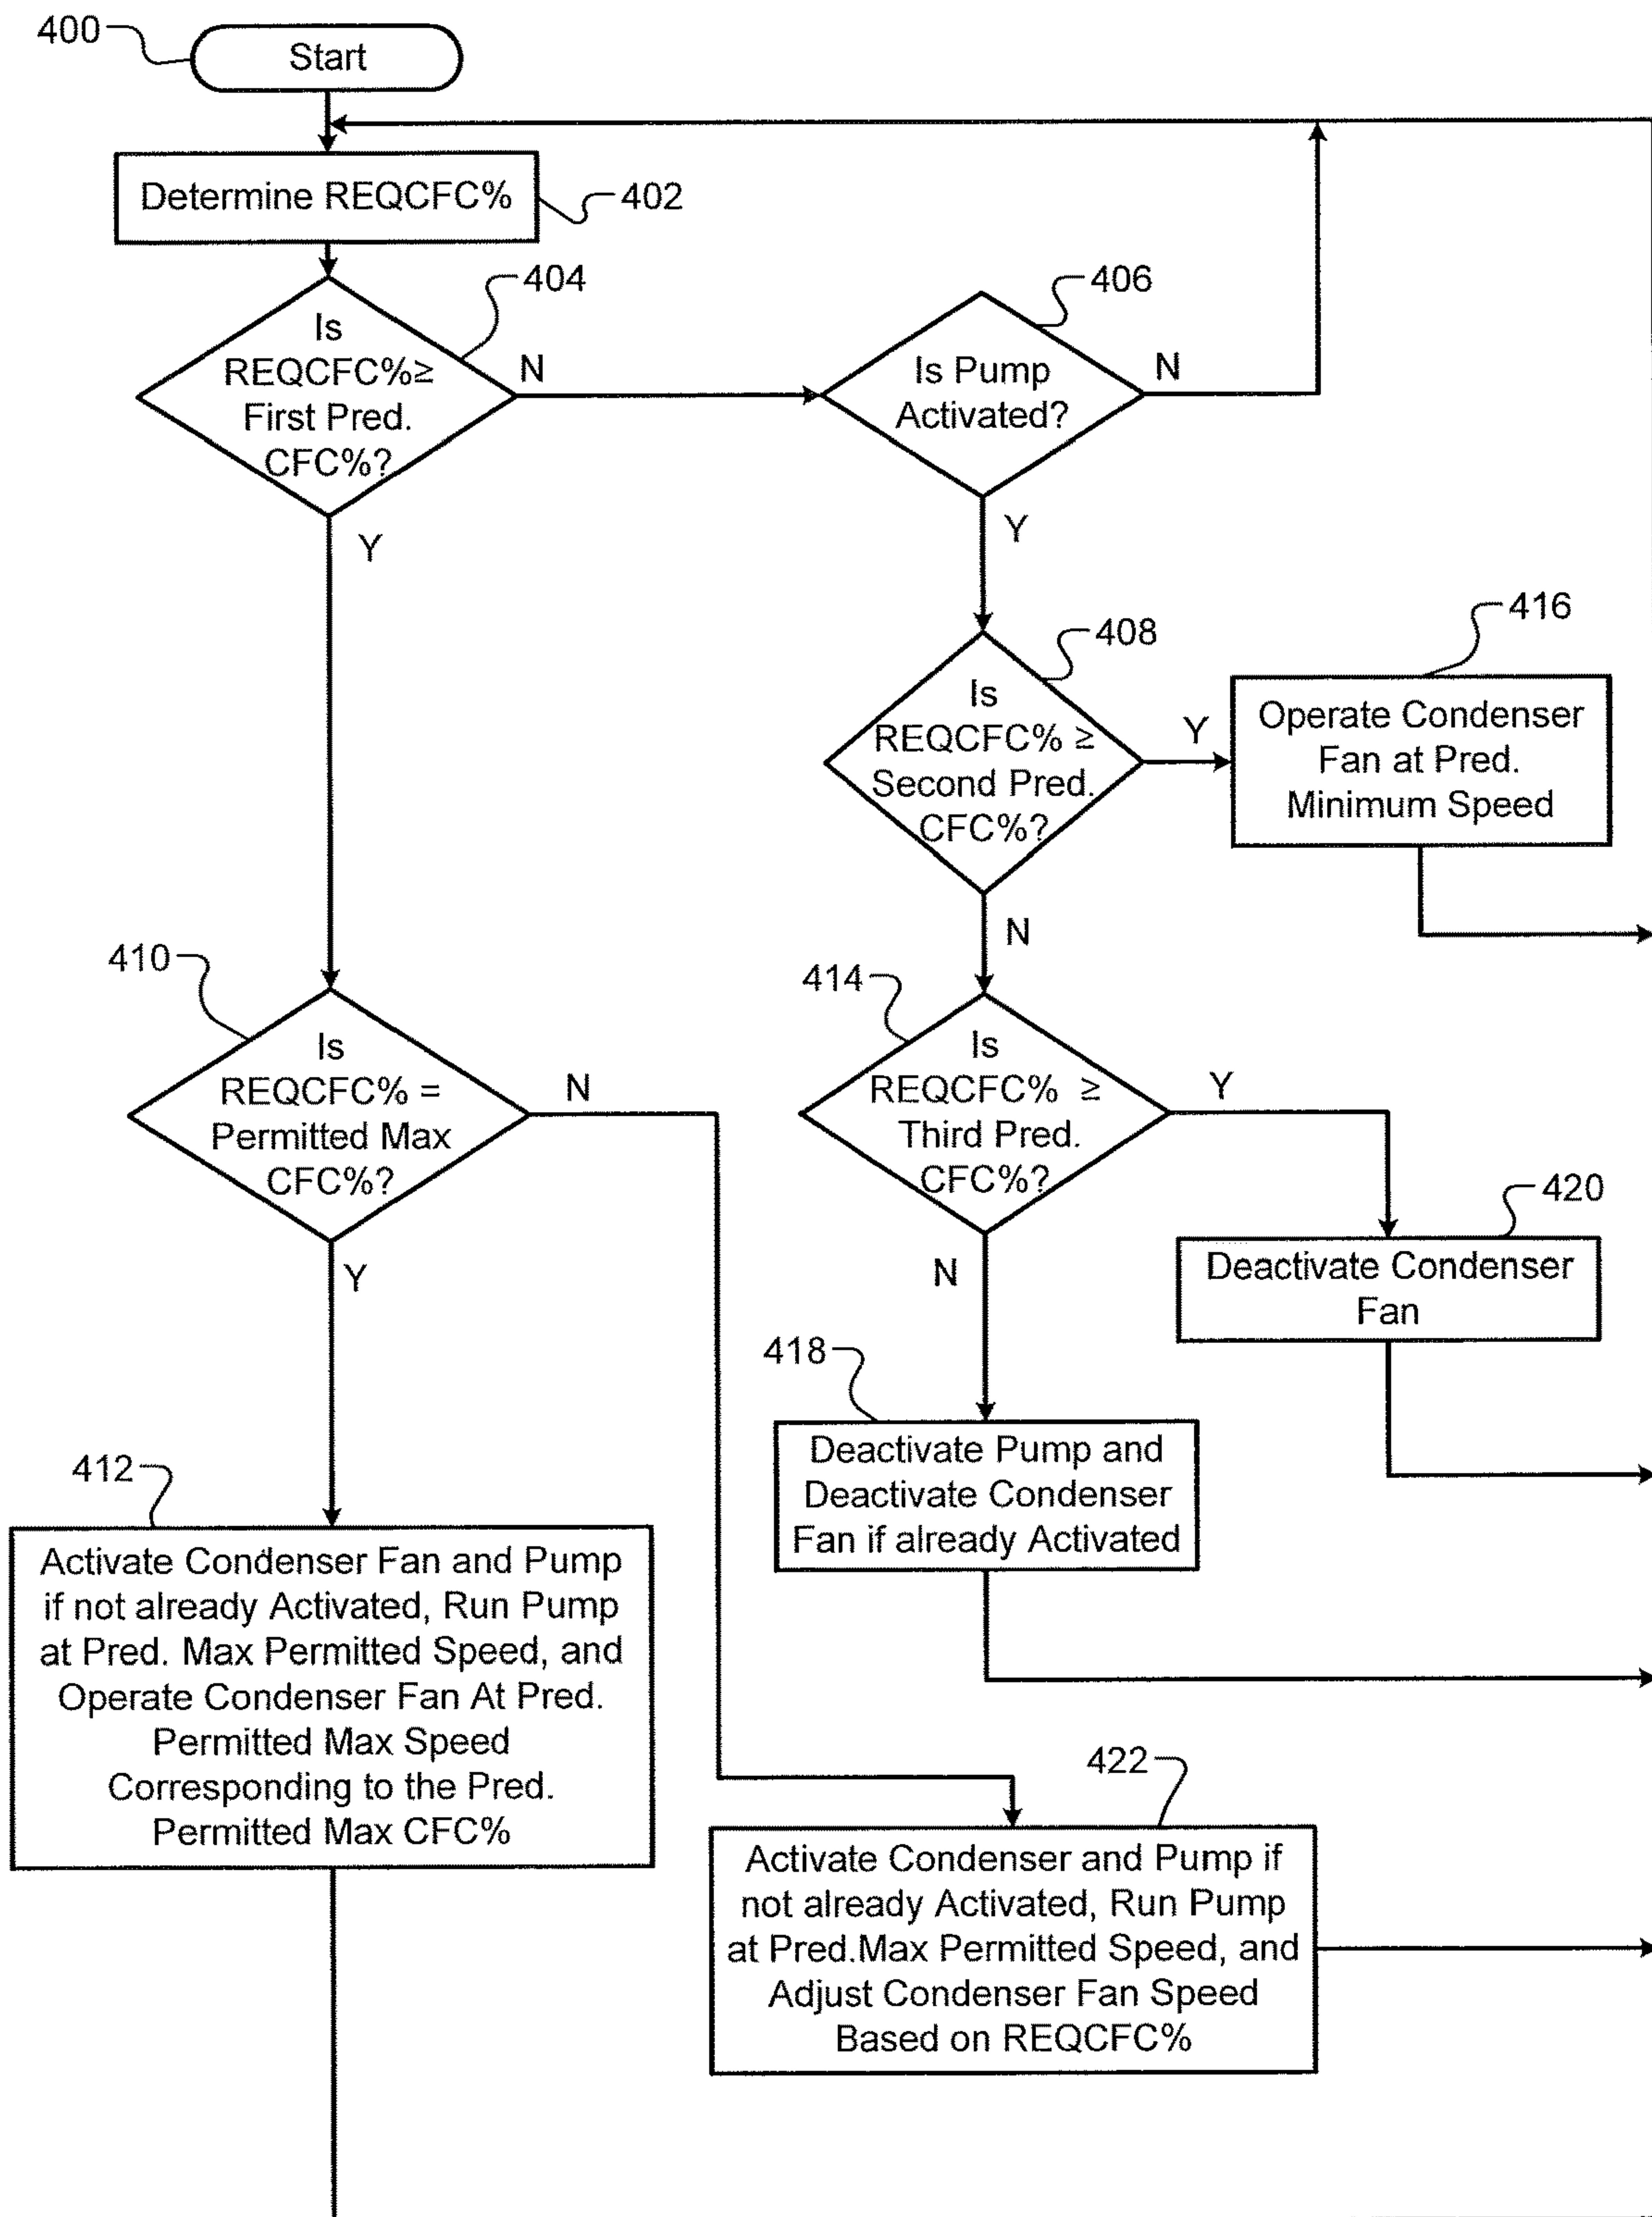 400
Start
Determine REQCFC%
402
404
Is
REQCFC%≥
First Pred.
CFC%?
N
Y
406
Is Pump
Activated?
N
Y
408
Is
REQCFC% ≥
Second Pred.
CFC%?
Y
N
416
Operate Condenser
Fan at Pred.
Minimum Speed
410
Is
REQCFC% =
Permitted Max
CFC%?
N
Y
414
Is
REQCFC% ≥
Third Pred.
CFC%?
Y
N
420
Deactivate Condenser
Fan
418
Deactivate Pump and
Deactivate Condenser
Fan if already Activated
412
Activate Condenser Fan and Pump
if not already Activated, Run Pump
at Pred. Max Permitted Speed, and
Operate Condenser Fan At Pred.
Permitted Max Speed
Corresponding to the Pred.
Permitted Max CFC%
422
Activate Condenser and Pump if
not already Activated, Run Pump
at Pred.Max Permitted Speed, and
Adjust Condenser Fan Speed
Based on REQCFC%